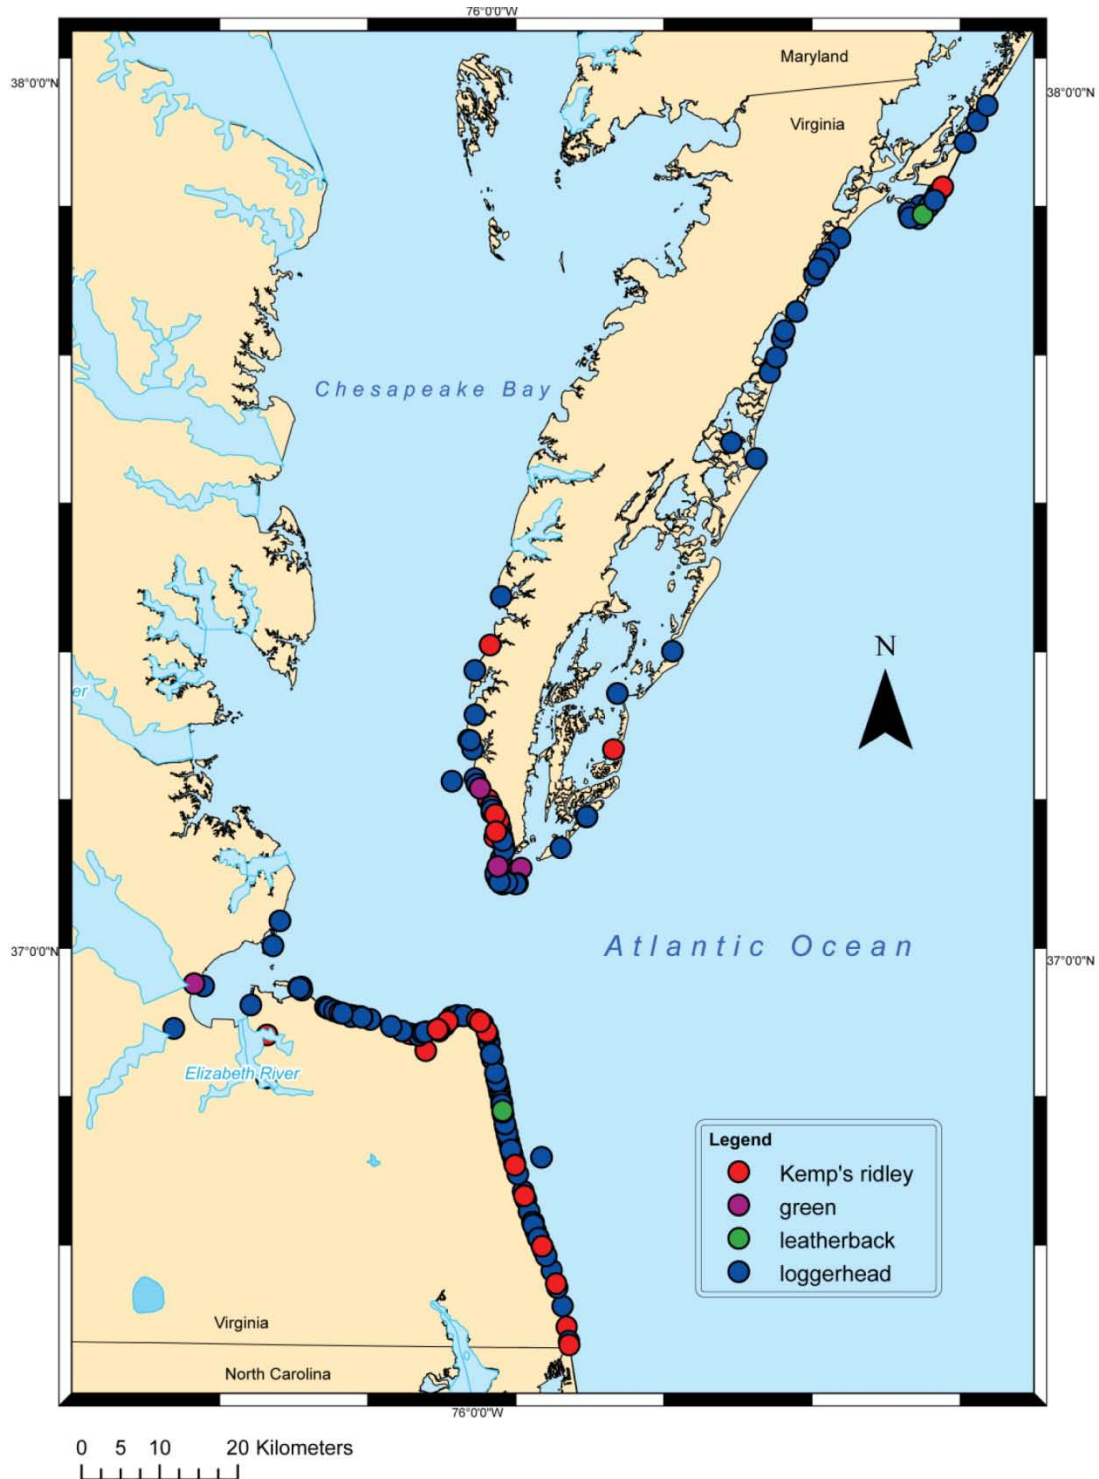 76°0'0"W
38°0'0"N
38°0'0"N
Maryland
Virginia
Chesapeake Bay
N
er
Atlantic Ocean
37°0'0"N
37°0'0"N
Elizabeth River
Legend
Kemp's ridley
green
leatherback
loggerhead
Virginia
North Carolina
76°0'0"W
0 5 10 20 Kilometers